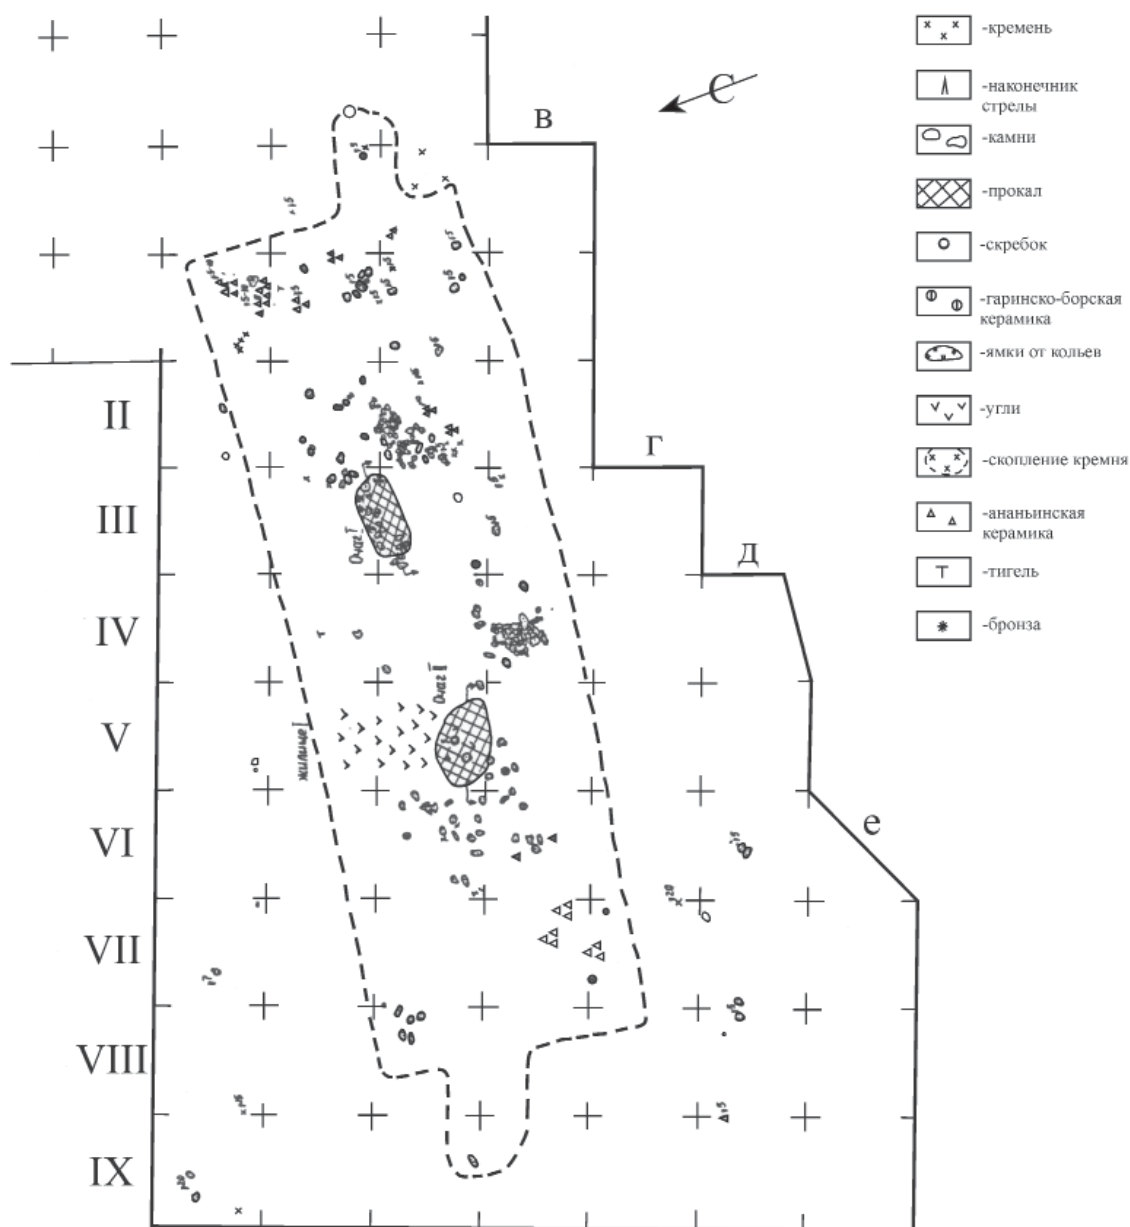 С
В
Г
Д
е
II
III
IV
V
VI
VII
VIII
IX
Очаг I
Очаг II
жилище I
-кремень
-наконечник
стрелы
-камни
-прокал
-скребок
-гаринско-борская
керамика
-ямки от кольев
-угли
-скопление кремня
-ананьинская
керамика
-тигель
-бронза